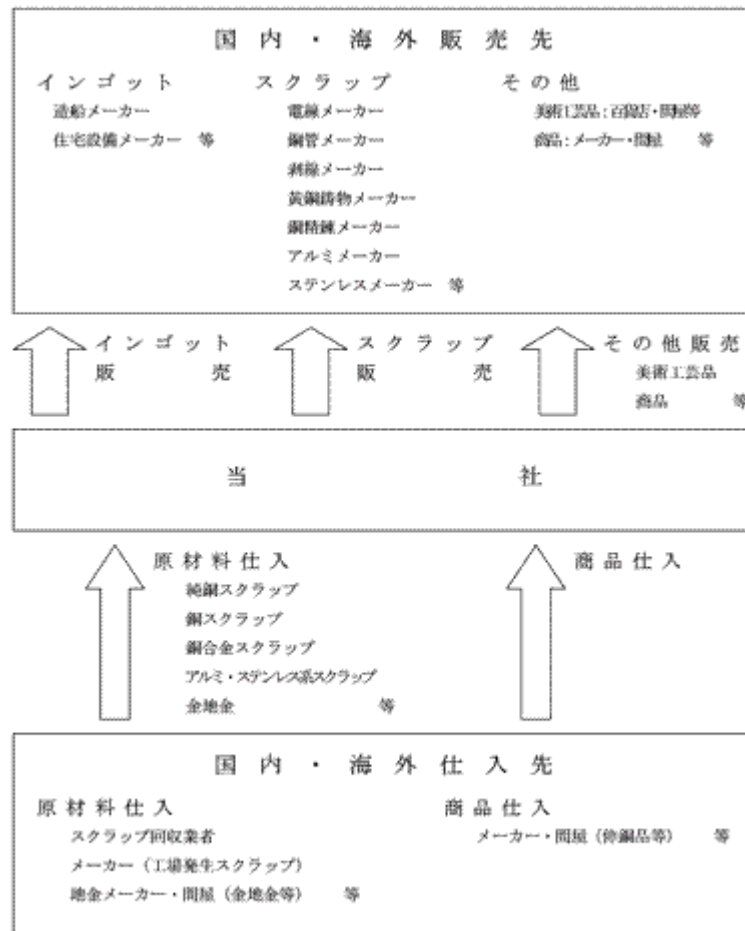 国内・海外販売先
インゴット
造船メーカー
住宅設備メーカー 等
スクラップ
電線メーカー
銅管メーカー
剥線メーカー
黄銅鋳物メーカー
銅精錬メーカー
アルミメーカー
ステンレスメーカー 等
その他
美術工芸品：百貨店・問屋等
商品：メーカー・問屋 等
インゴット
販売
スクラップ
販売
その他販売
美術工芸品
商品 等
当社
原材料仕入
純銅スクラップ
銅スクラップ
銅合金スクラップ
アルミ・ステンレス系スクラップ
金地金 等
商品仕入
国内・海外仕入先
原材料仕入
スクラップ回収業者
メーカー（工場発生スクラップ）
地金メーカー・問屋（金地金等） 等
商品仕入
メーカー・問屋（伸銅品等） 等